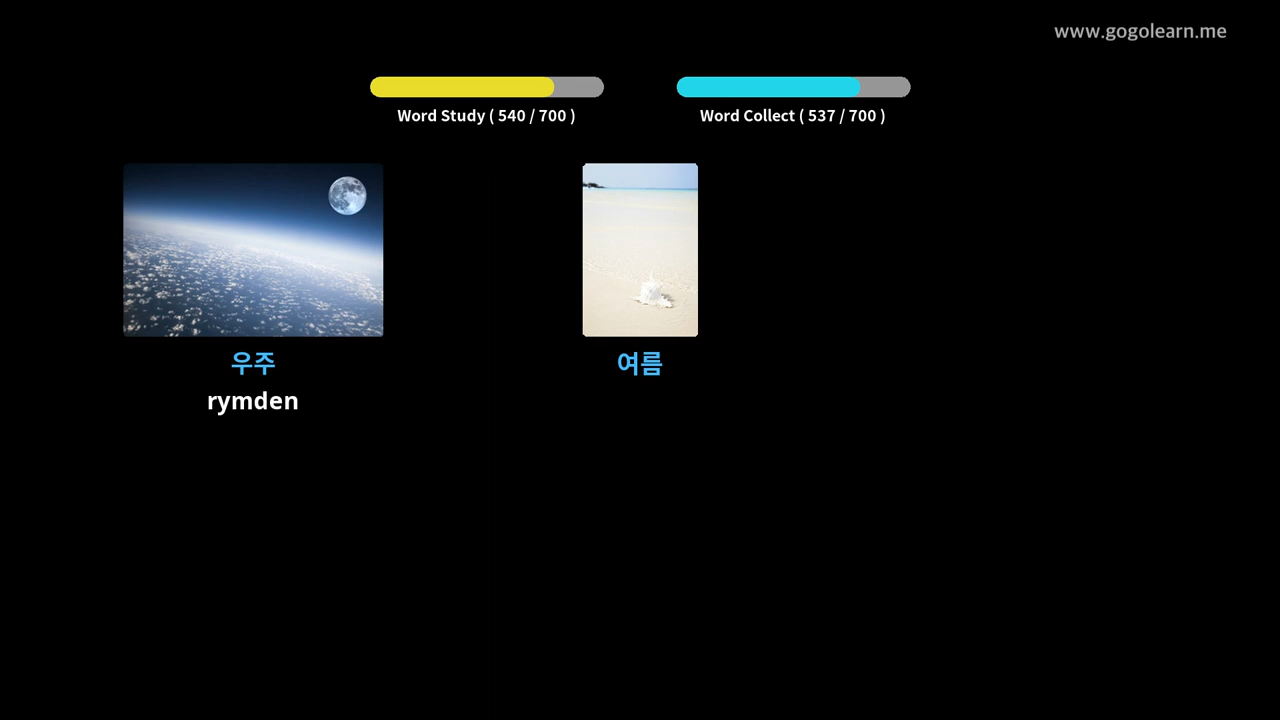 www.gogolearn.me
Word Study ( 540 / 700 )
Word Collect ( 537 / 700 )
우주
여름
rymden